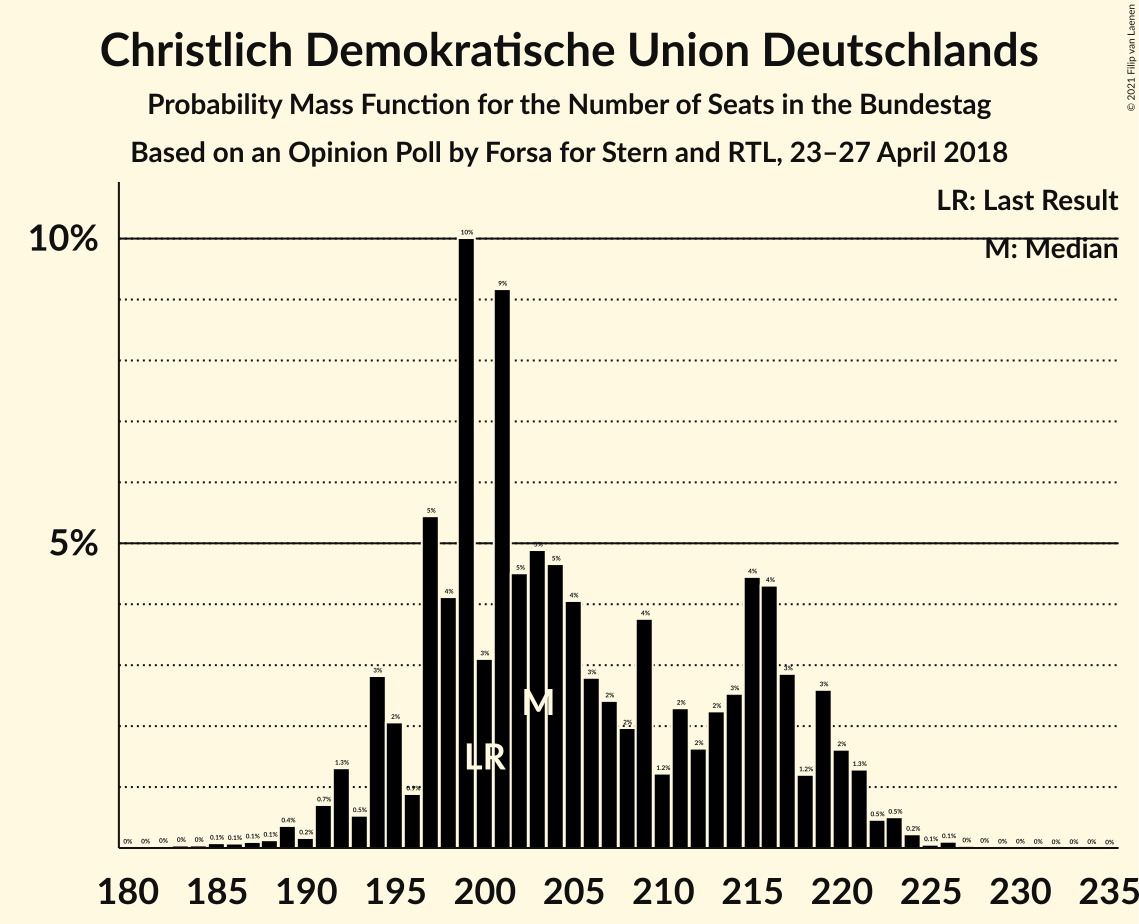 Christlich Demokratische Union Deutschlands
Probability Mass Function for the Number of Seats in the Bundestag
Based on an Opinion Poll by Forsa for Stern and RTL, 23–27 April 2018
© 2021 Filip van Laenen
LR: Last Result
M: Median
10%
5%
0% 0% 0% 0% 0% 0.1% 0.1% 0.1% 0.1% 0.4% 0.2% 0.7% 1.3% 0.5% 3% 2% 0.9% 5% 4% 10% 3% 9% 5% 5% 5% 4% 3% 2% 2% 4% 1.2% 2% 2% 2% 3% 4% 4% 3% 1.2% 3% 2% 1.3% 0.5% 0.5% 0.2% 0.1% 0.1% 0% 0% 0% 0% 0% 0% 0% 0% 0%
M
LR
180 185 190 195 200 205 210 215 220 225 230 235